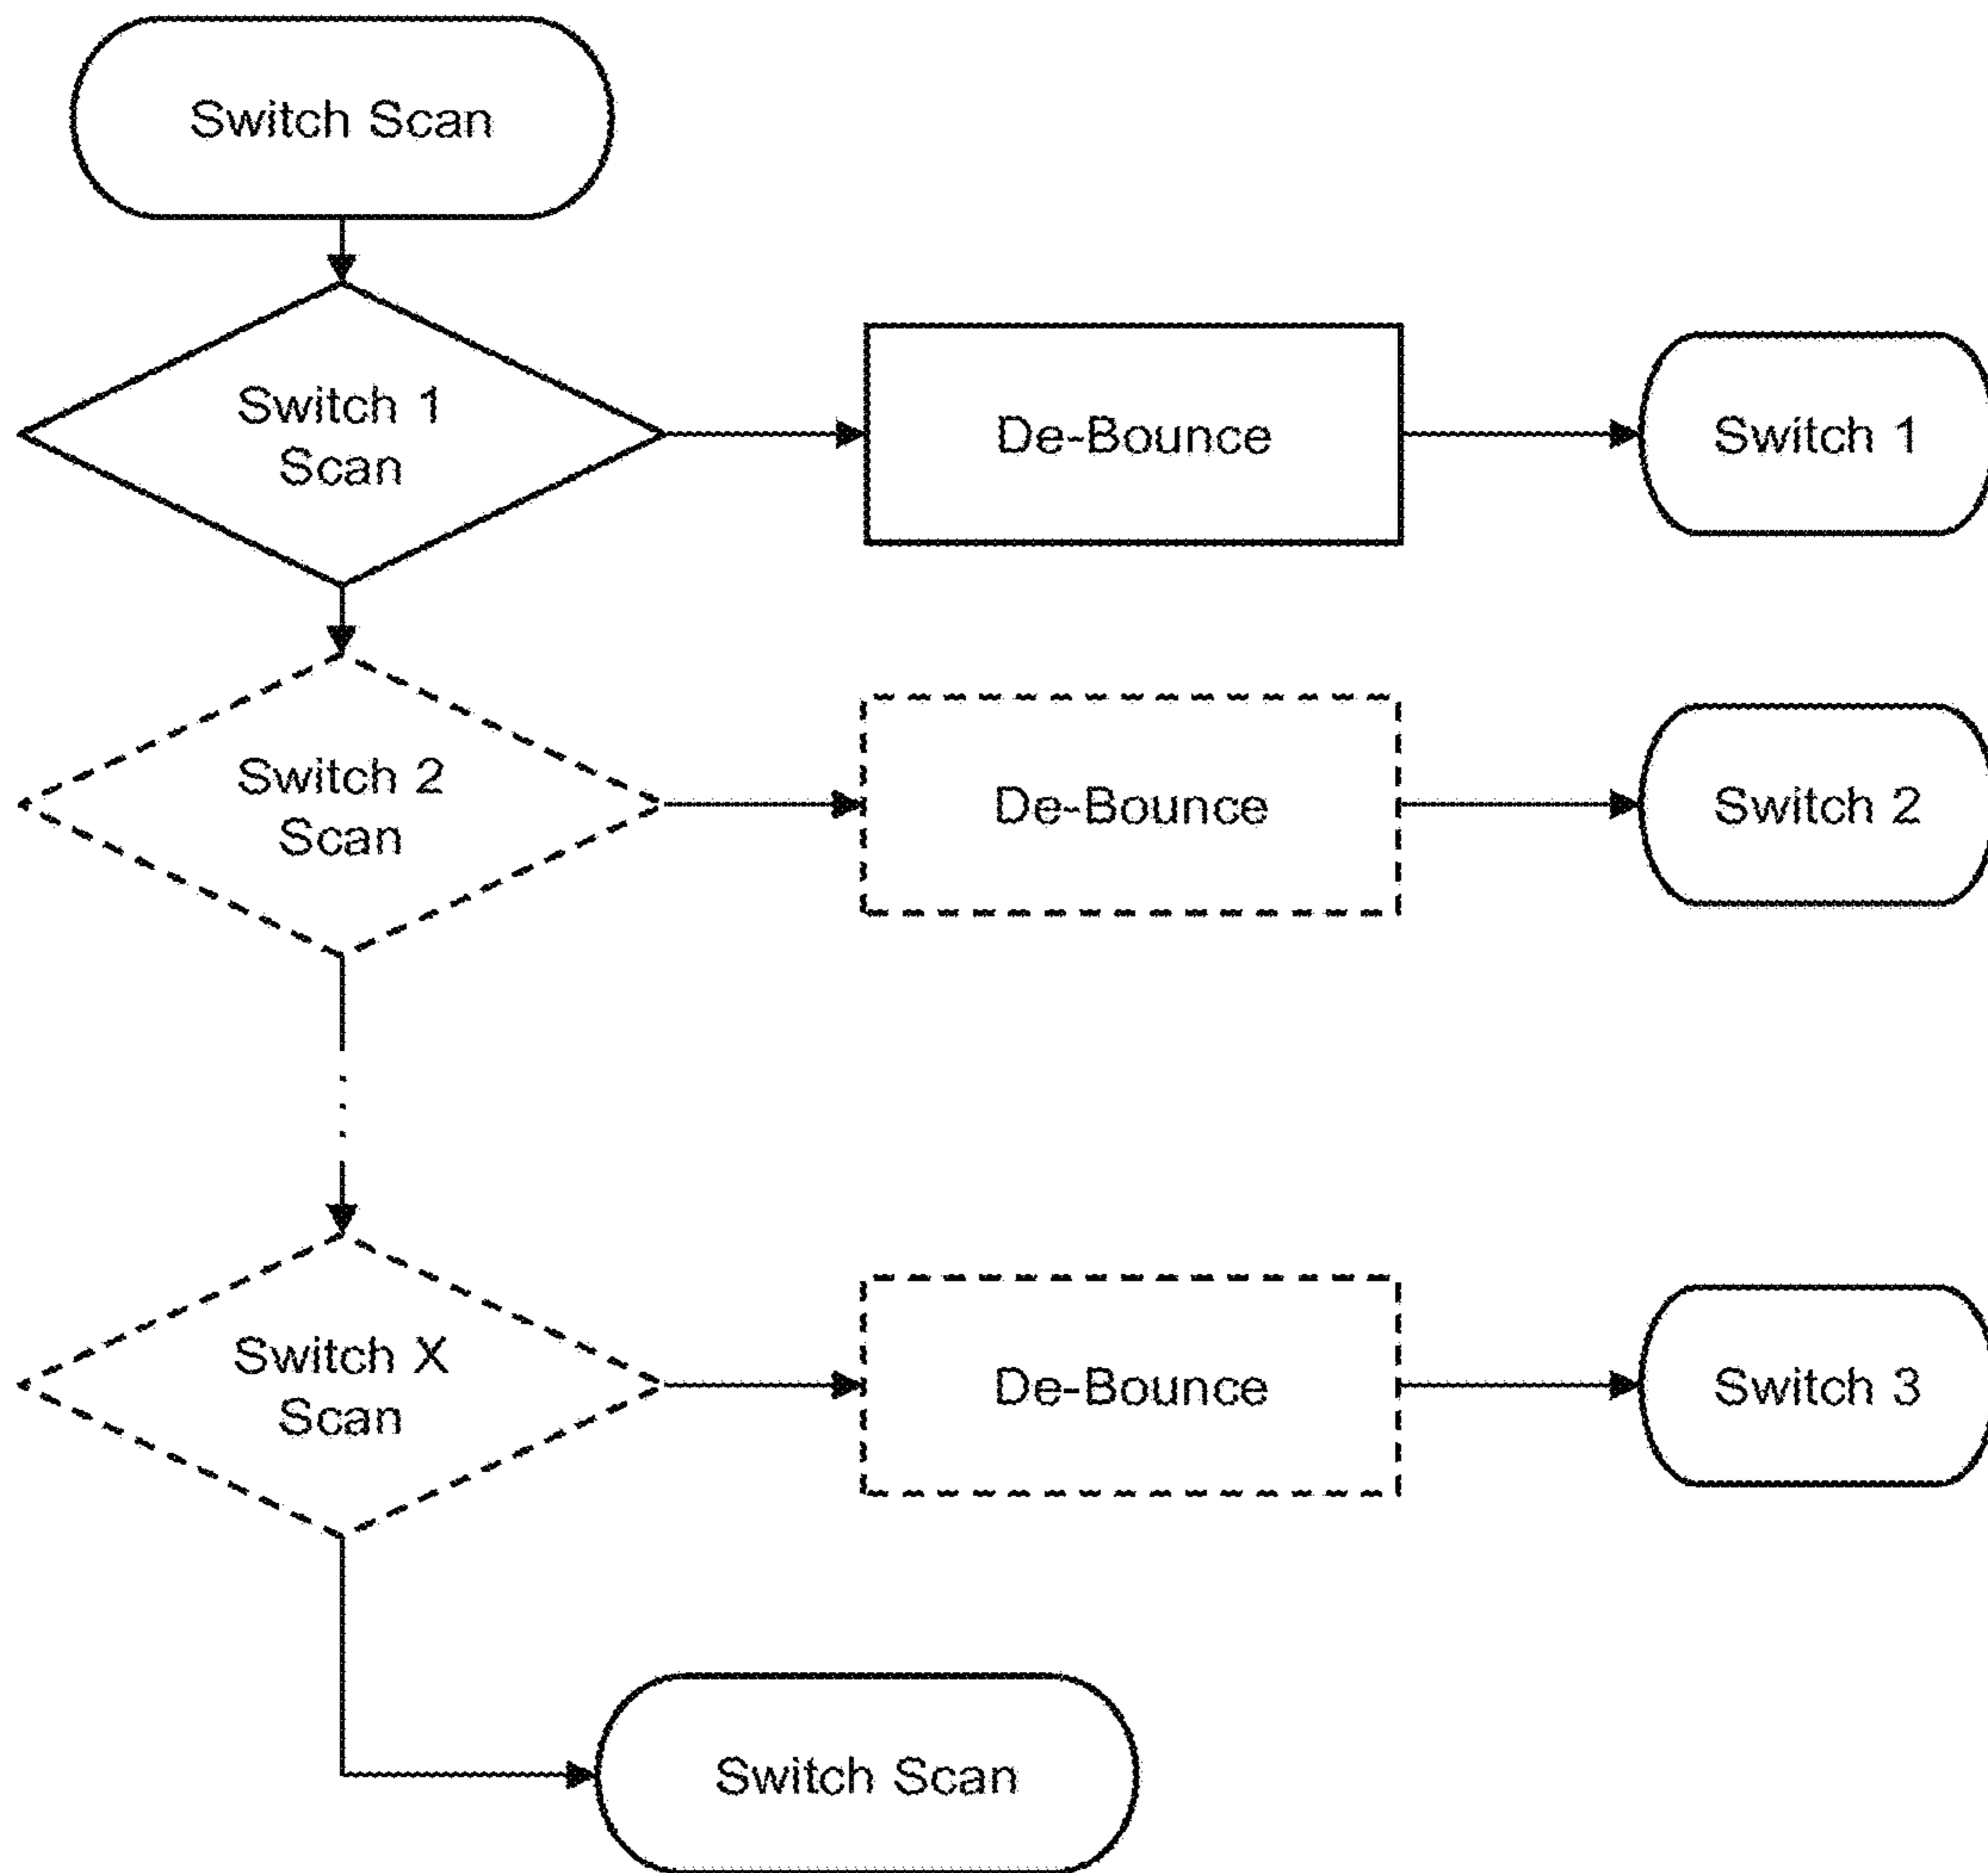 Switch Scan
Switch 1
Scan
De-Bounce
Switch 1
Switch 2
Scan
De-Bounce
Switch 2
Switch X
Scan
De-Bounce
Switch 3
Switch Scan